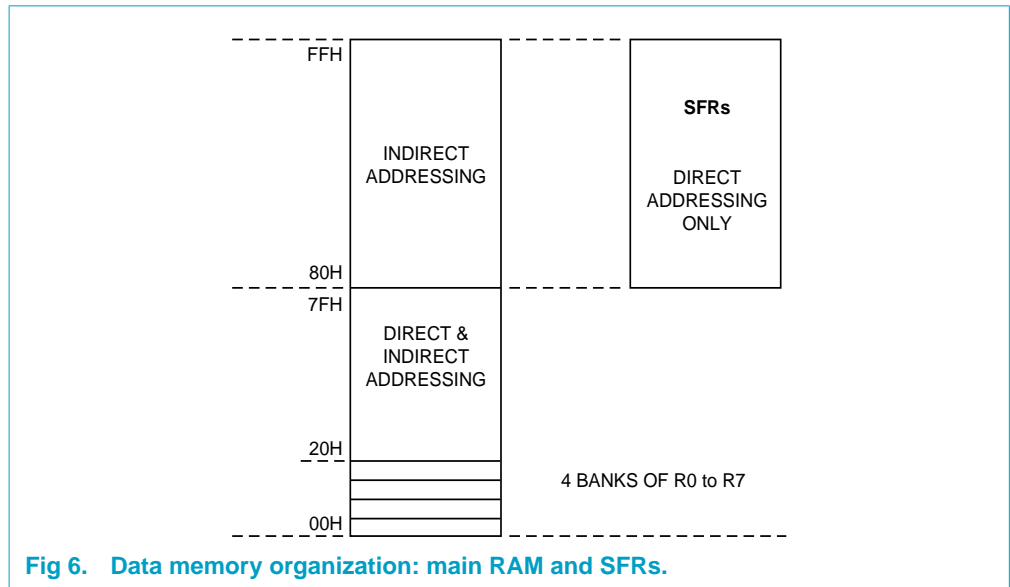 FFH
SFRs
INDIRECT
ADDRESSING
DIRECT
ADDRESSING
ONLY
80H
7FH
DIRECT &
INDIRECT
ADDRESSING
20H
4 BANKS OF R0 to R7
00H
Fig 6. Data memory organization: main RAM and SFRs.